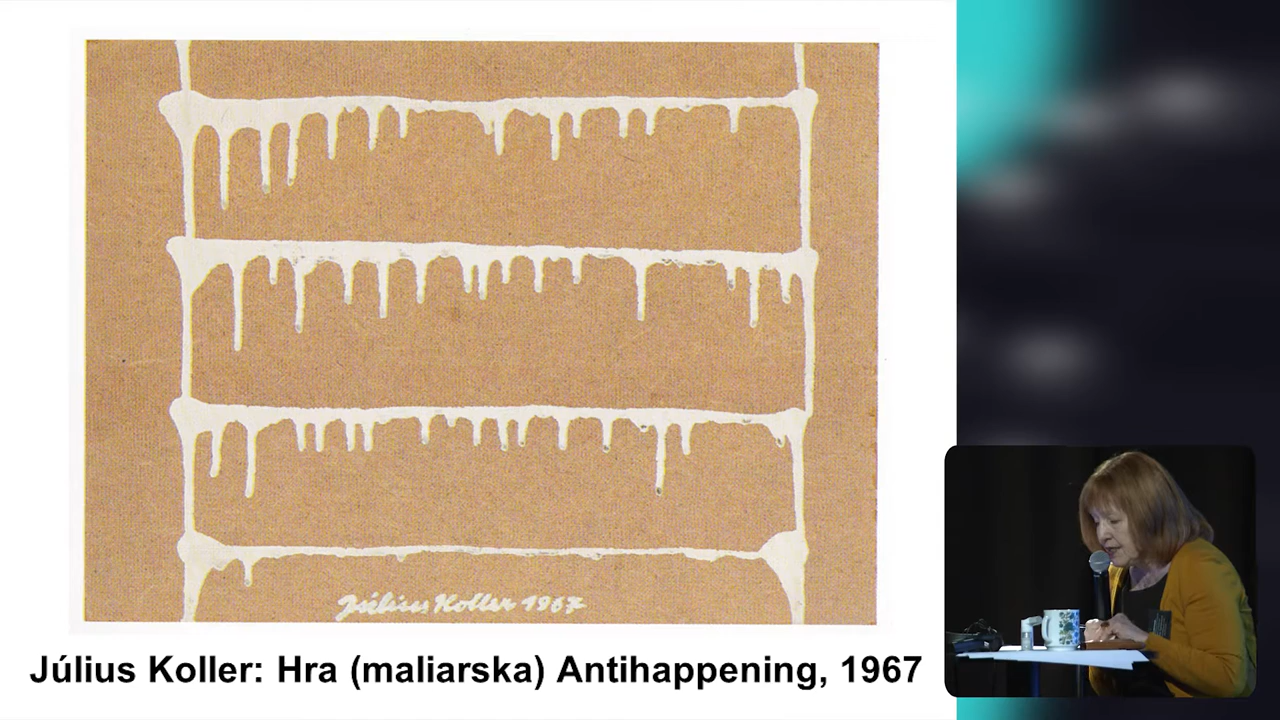 Július Koller 1967
Július Koller: Hra (maliarska) Antihappening, 1967